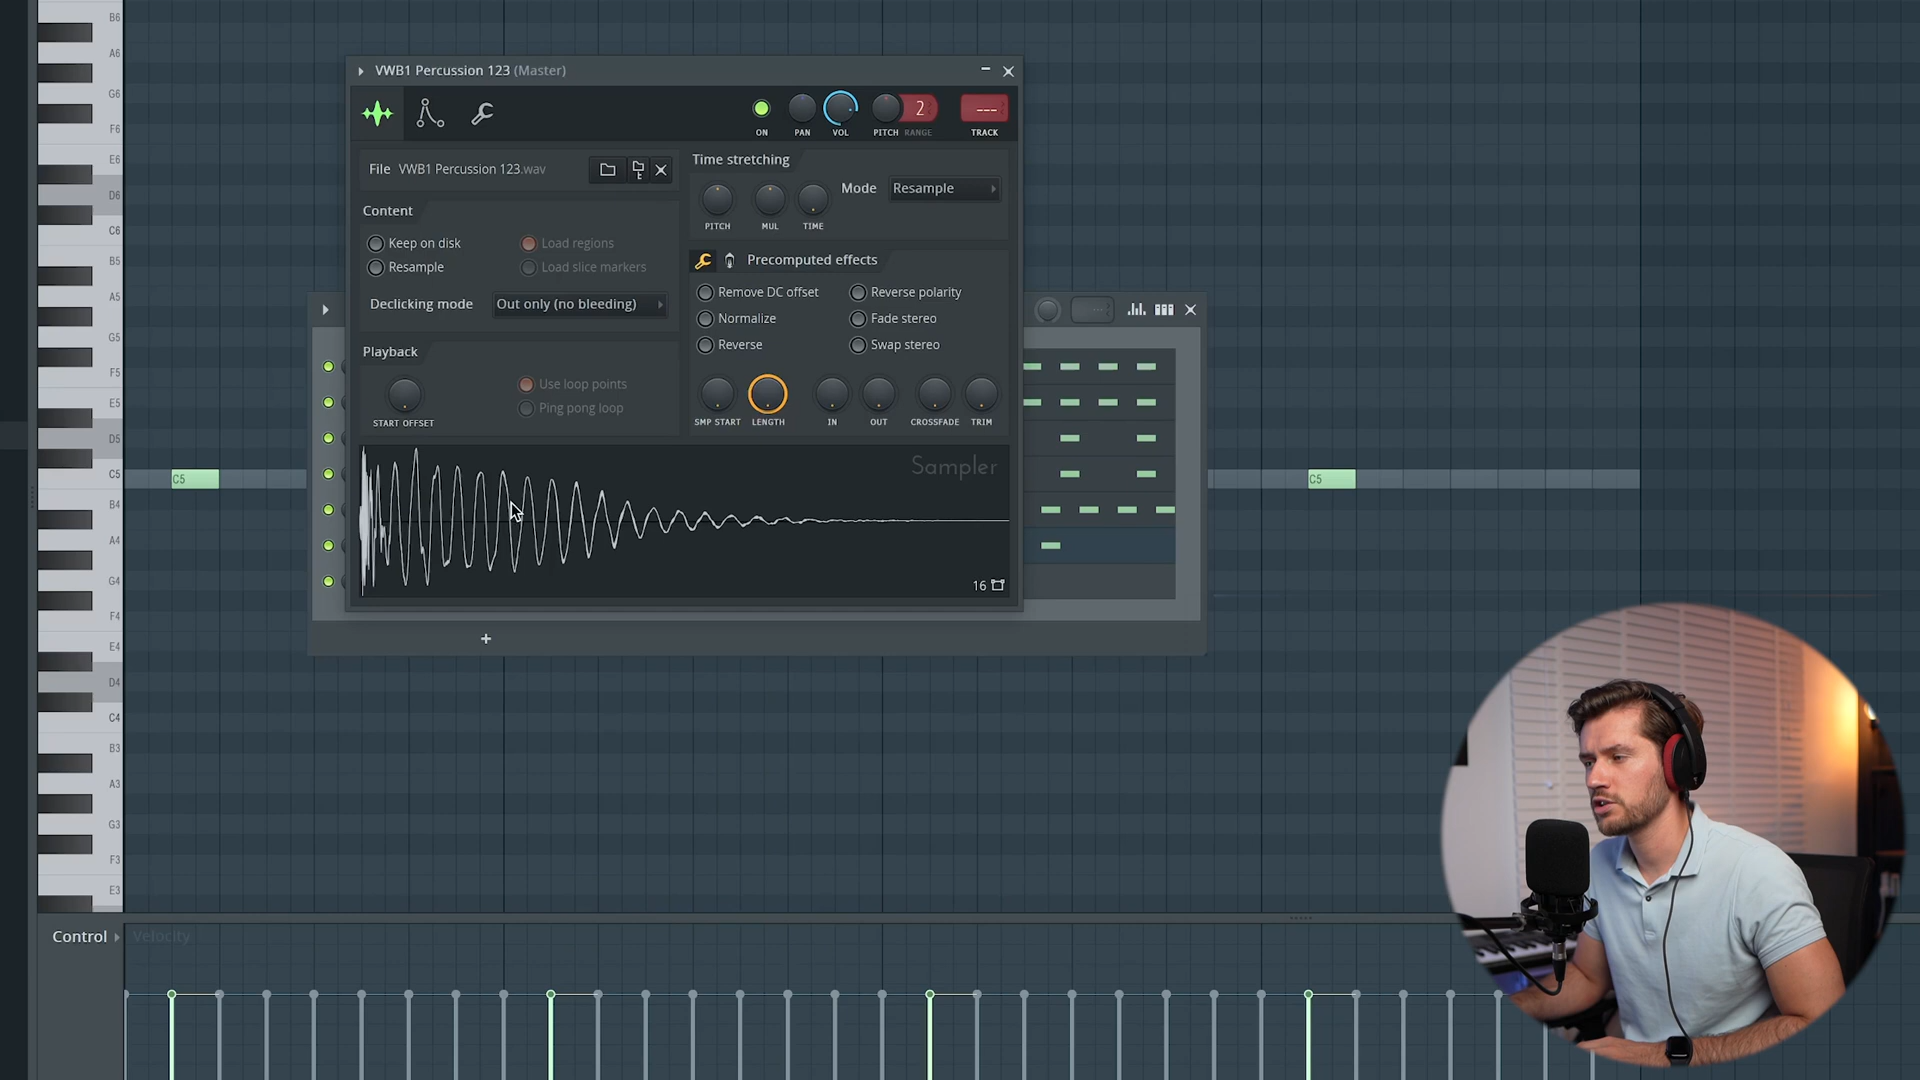 B6
A6
G6
F6
E6
D6
C6
B5
A5
G5
F5
E5
D5
C5
B4
A4
G4
F4
E4
D4
C4
B3
A3
G3
F3
E3
VWB1 Percussion 123 (Master)
2
---
ON PAN VOL PITCH RANGE TRACK
File VWB1 Percussion 123.wav
Content
Keep on disk Load regions
Resample Load slice markers
Declicking mode Out only (no bleeding)
Playback
START OFFSET
Use loop points
Ping pong loop
Time stretching
PITCH MUL TIME
Mode Resample
Precomputed effects
Remove DC offset Reverse polarity
Normalize Fade stereo
Reverse Swap stereo
SMP START LENGTH IN OUT CROSSFADE TRIM
Sampler
16
C5
C5
+
Control Velocity